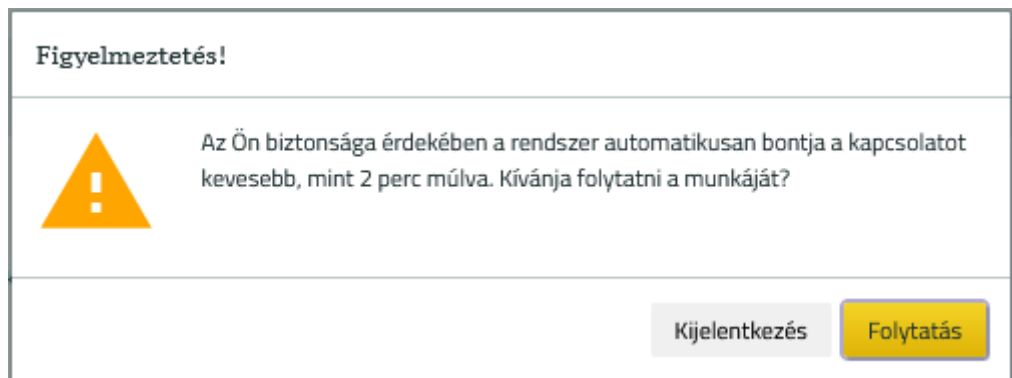 Figyelmeztetés!
Az Ön biztonsága érdekében a rendszer automatikusan bontja a kapcsolatot
kevesebb, mint 2 perc múlva. Kívánja folytatni a munkáját?
Kijelentkezés Folytatás